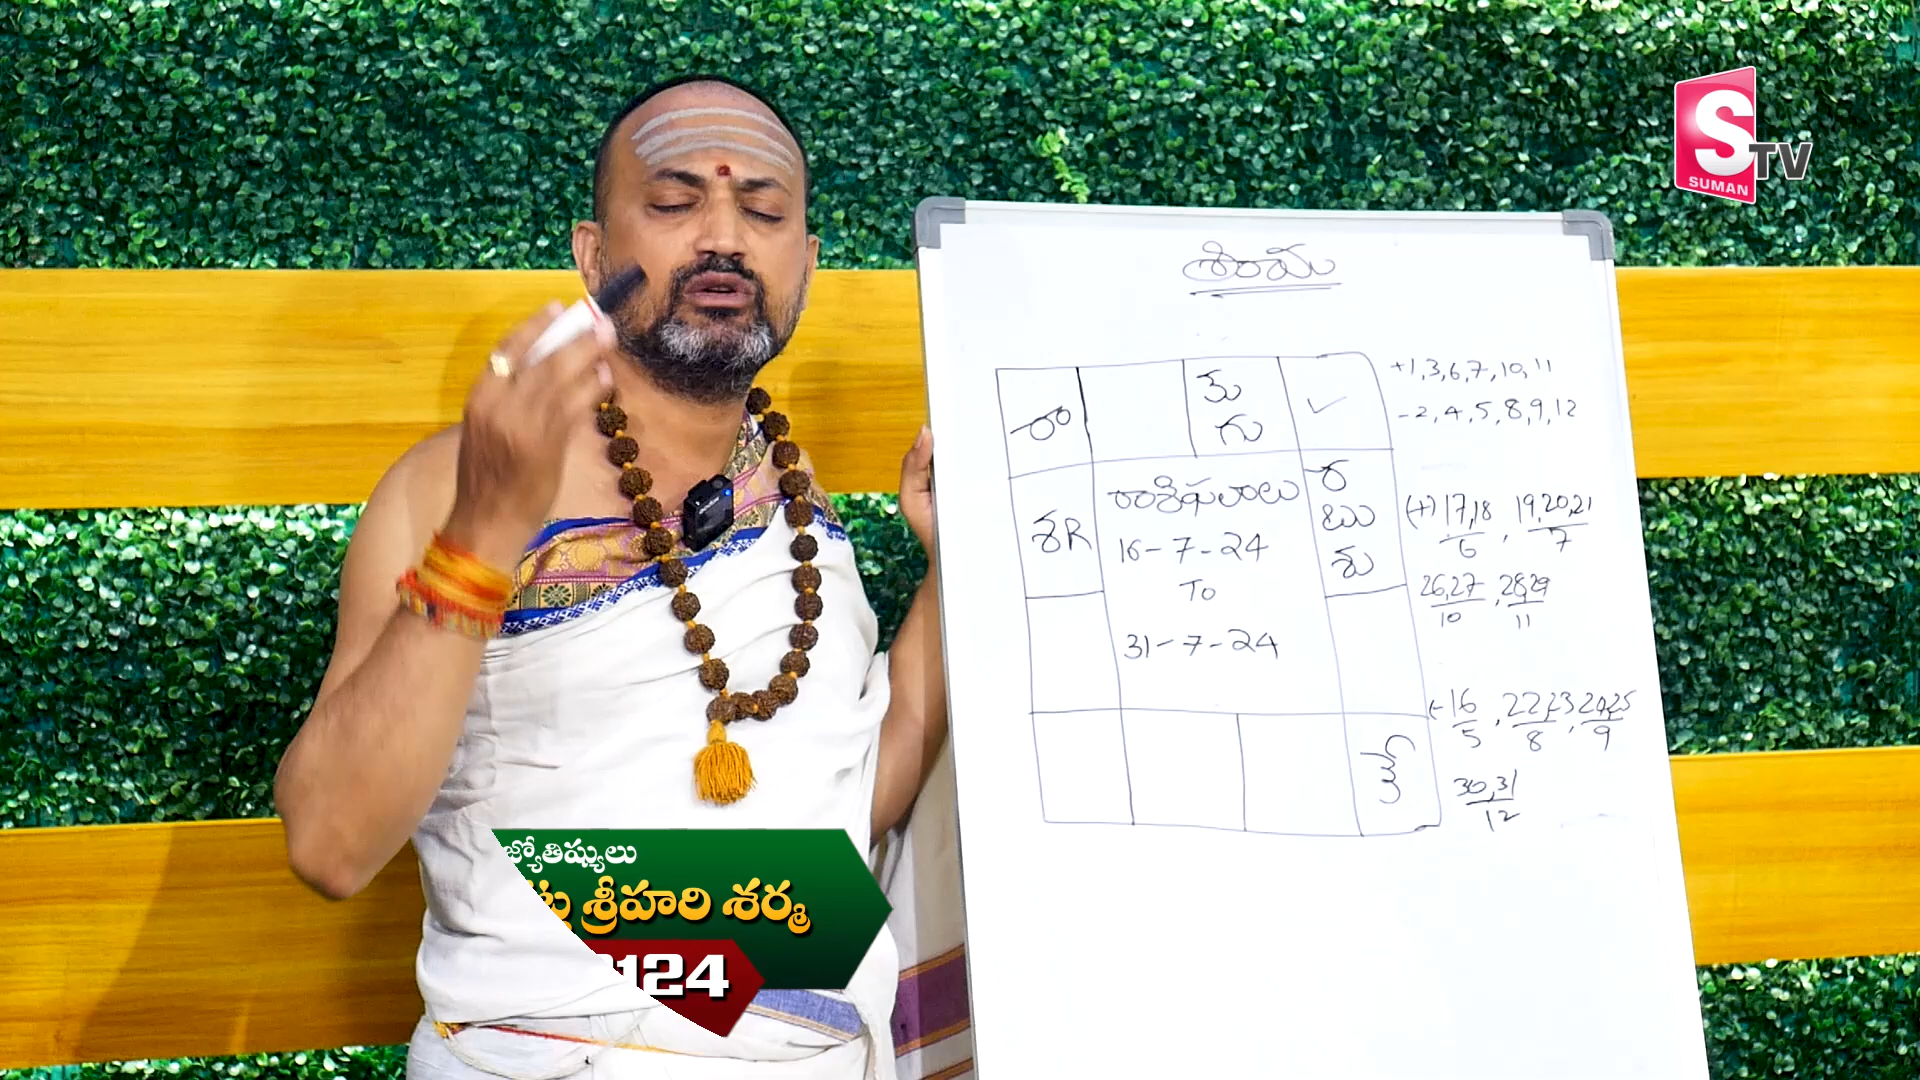 S TV
SUMAN
శ్రీరామ
రా
కు
గు
✓
+1,3,6,7,10,11
-2,4,5,8,9,12
రాశిఫలాలు
16-7-24
To
31-7-24
శR
ర
బు
శు
కే
(+)17,18/6, 19,20,21/7
26,27/10, 28,29/11
(-16/5, 22,23/8, 24,25/9
30,31/12
జ్యోతిష్యులు
శ్రీహరి శర్మ
124